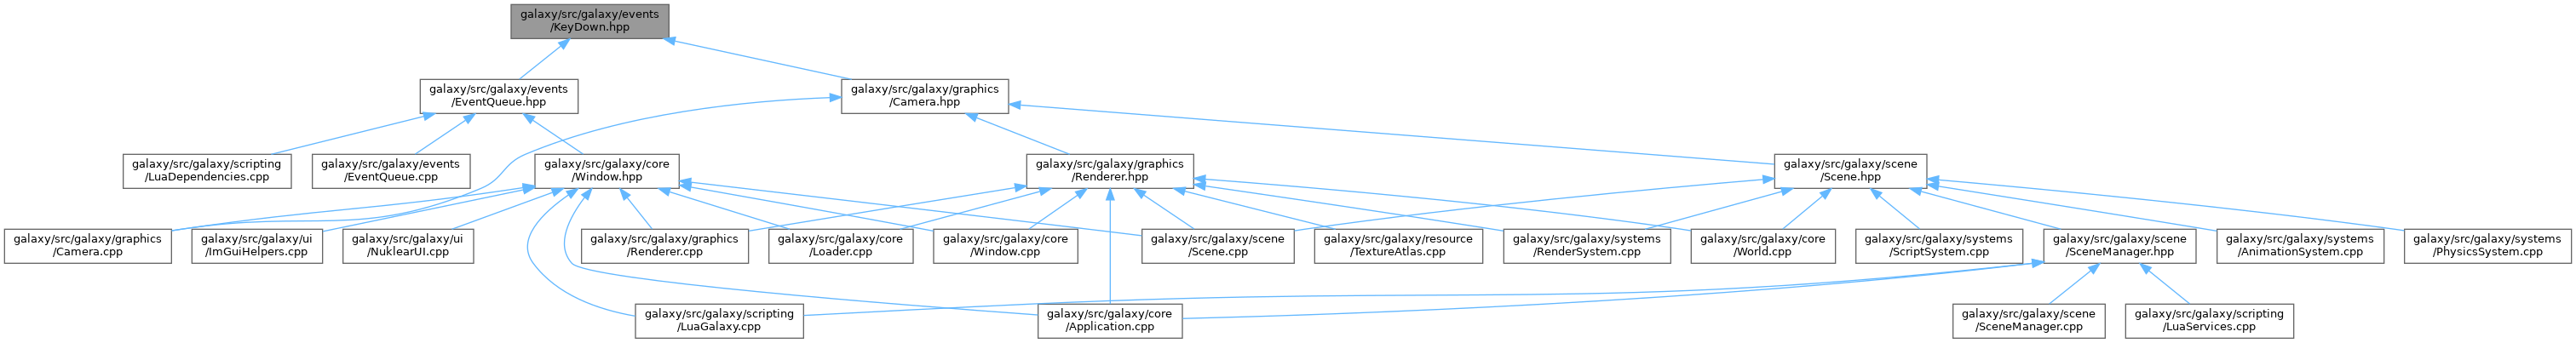 galaxy/src/galaxy/events
/KeyDown.hpp
galaxy/src/galaxy/events
/EventQueue.hpp
galaxy/src/galaxy/graphics
/Camera.hpp
galaxy/src/galaxy/scripting
/LuaDependencies.cpp
galaxy/src/galaxy/events
/EventQueue.cpp
galaxy/src/galaxy/core
/Window.hpp
galaxy/src/galaxy/graphics
/Renderer.hpp
galaxy/src/galaxy/scene
/Scene.hpp
galaxy/src/galaxy/graphics
/Camera.cpp
galaxy/src/galaxy/ui
/ImGuiHelpers.cpp
galaxy/src/galaxy/ui
/NuklearUI.cpp
galaxy/src/galaxy/graphics
/Renderer.cpp
galaxy/src/galaxy/core
/Loader.cpp
galaxy/src/galaxy/core
/Window.cpp
galaxy/src/galaxy/scene
/Scene.cpp
galaxy/src/galaxy/resource
/TextureAtlas.cpp
galaxy/src/galaxy/systems
/RenderSystem.cpp
galaxy/src/galaxy/core
/World.cpp
galaxy/src/galaxy/systems
/ScriptSystem.cpp
galaxy/src/galaxy/scene
/SceneManager.hpp
galaxy/src/galaxy/systems
/AnimationSystem.cpp
galaxy/src/galaxy/systems
/PhysicsSystem.cpp
galaxy/src/galaxy/scripting
/LuaGalaxy.cpp
galaxy/src/galaxy/core
/Application.cpp
galaxy/src/galaxy/scene
/SceneManager.cpp
galaxy/src/galaxy/scripting
/LuaServices.cpp